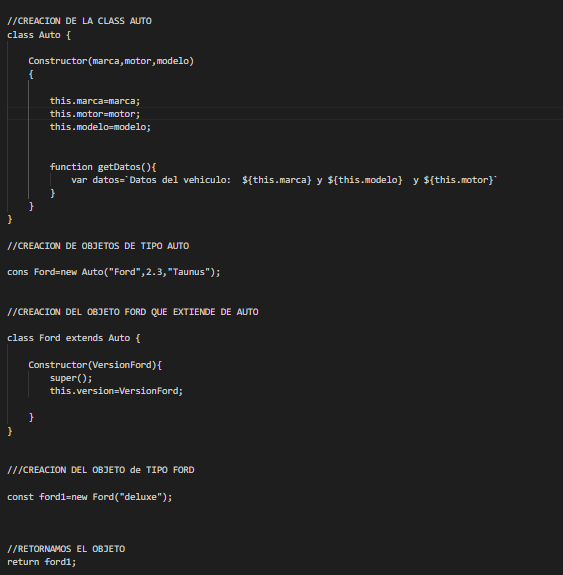 //CREACION DE LA CLASS AUTO
class Auto {
Constructor(marca,motor,modelo)
{
this.marca=marca;
this.motor=motor;
this.modelo=modelo;
function getDatos(){
var datos=`Datos del vehiculo:  ${this.marca} y ${this.modelo}  y ${this.motor}`
}
}
}
//CREACION DE OBJETOS DE TIPO AUTO
cons Ford=new Auto("Ford",2.3,"Taunus");
//CREACION DEL OBJETO FORD QUE EXTIENDE DE AUTO
class Ford extends Auto {
Constructor(VersionFord){
super();
this.version=VersionFord;
}
}
///CREACION DEL OBJETO de TIPO FORD
const ford1=new Ford("deluxe");
//RETORNAMOS EL OBJETO
return ford1;